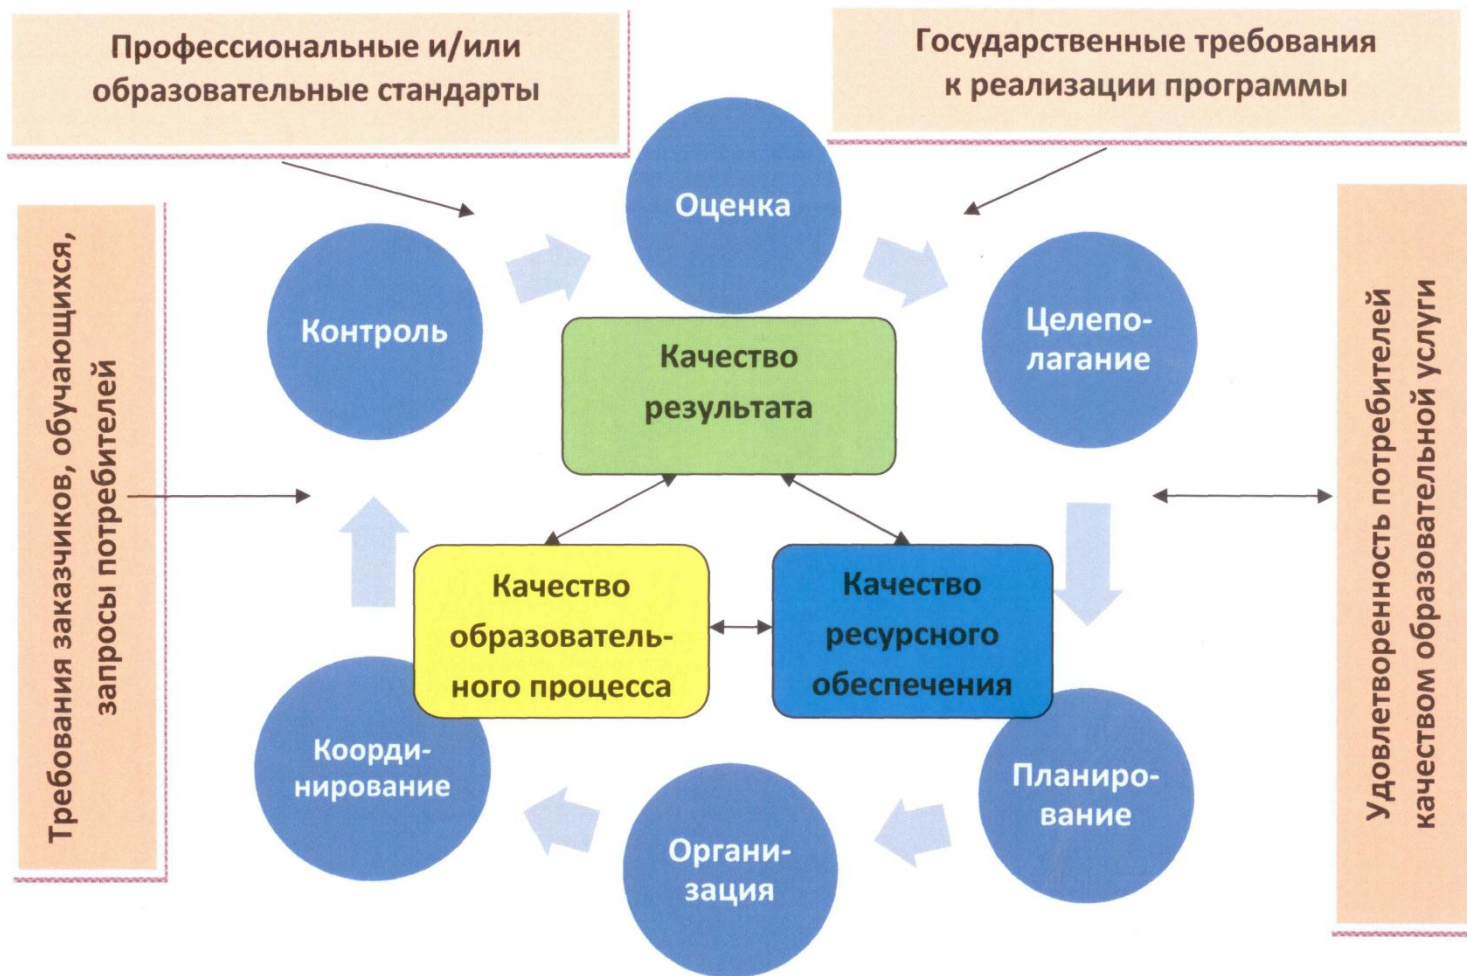 Профессиональные и/или
образовательные стандарты
Государственные требования
к реализации программы
Оценка
Требования заказчиков, обучающихся,
запросы потребителей
Контроль
Целепо-
лагание
Удовлетворенность потребителей
качеством образовательной услуги
Качество
результата
Качество
образователь-
ного процесса
Качество
ресурсного
обеспечения
Коорди-
нирование
Планиро-
вание
Органи-
зация